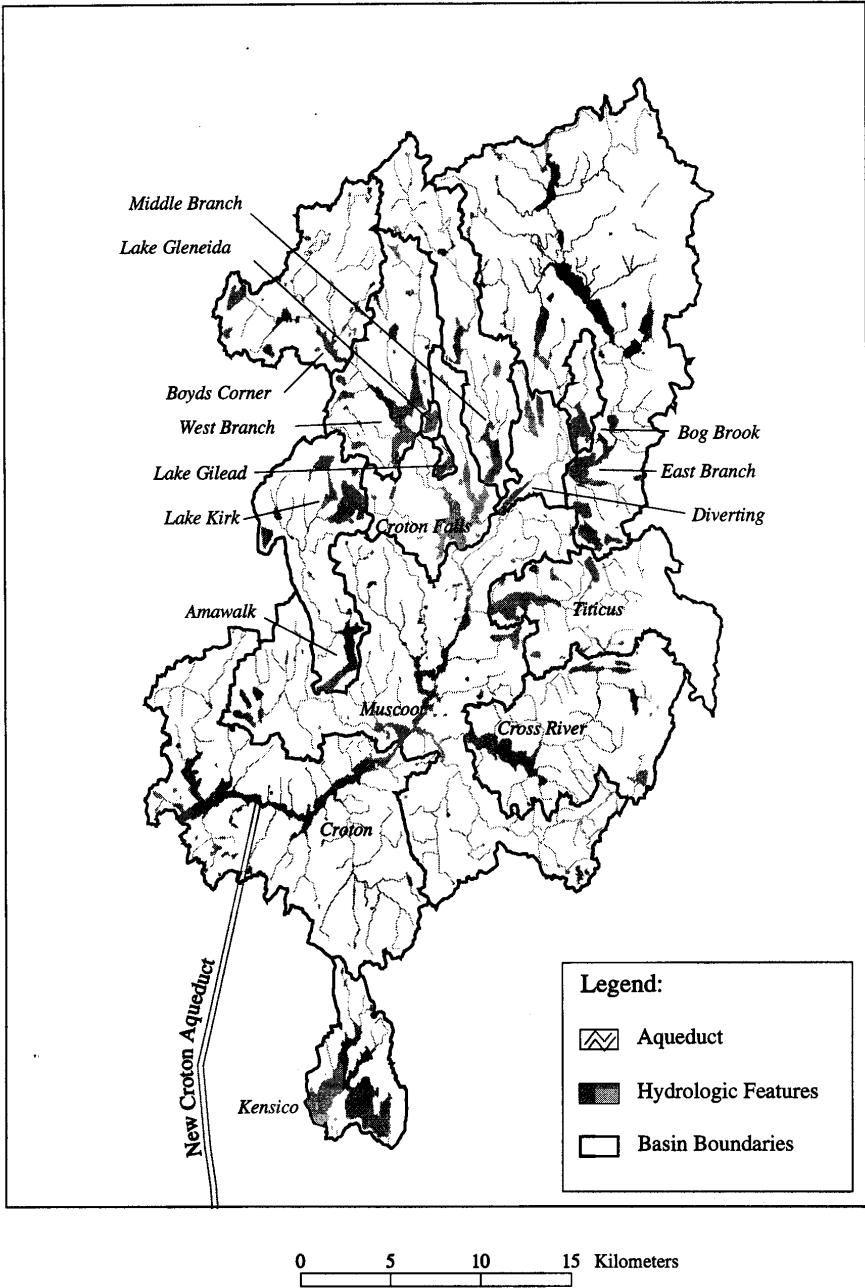 Middle Branch
Lake Gleneida
Boyds Corner
West Branch
Bog Brook
Lake Gilead
East Branch
Lake Kirk
Croton Falls
Diverting
Amawalk
Titicus
Muscoot
Cross River
Croton
New Croton Aqueduct
Kensico
Legend:
Aqueduct
Hydrologic Features
Basin Boundaries
0 5 10 15 Kilometers